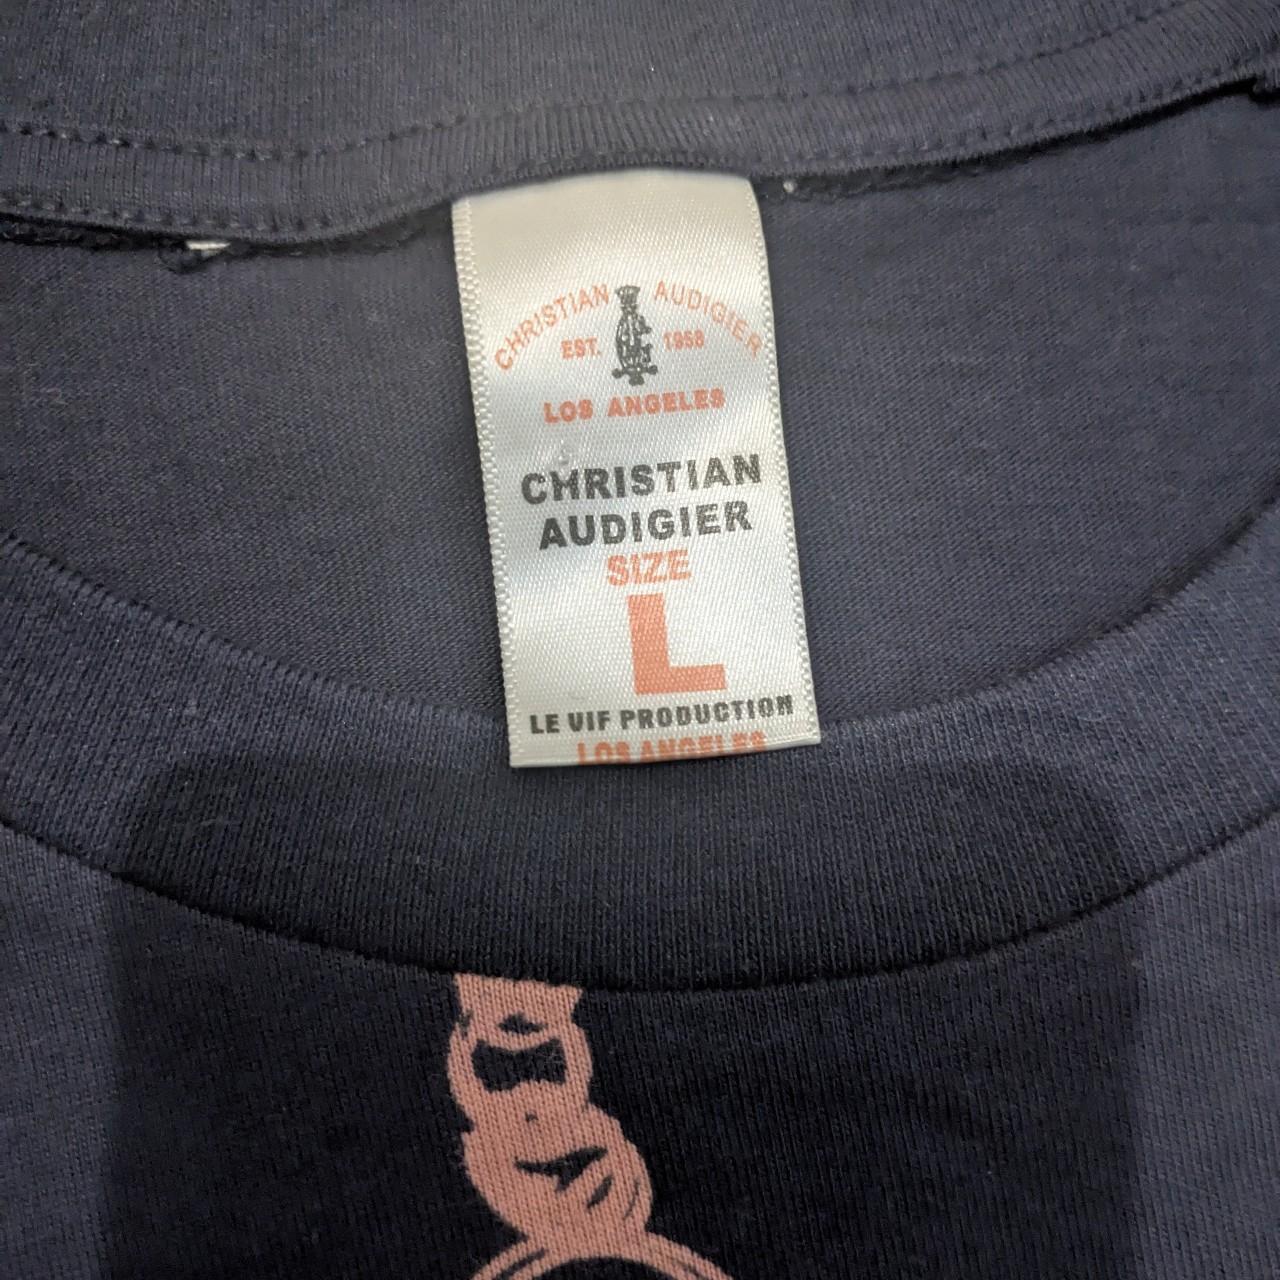 CHRISTIAN AUDIGIER
EST. 1958
LOS ANGELES
CHRISTIAN
AUDIGIER
SIZE
L
LE VIF PRODUCTION
LOS ANGELES